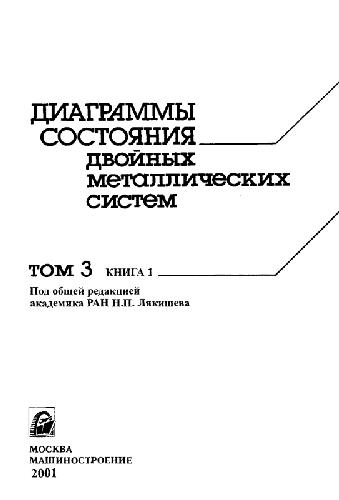 ДИАГРАММЫ
СОСТОЯНИЯ
ДВОЙНЫХ
МЕТАЛЛИЧЕСКИХ
СИСТЕМ
ТОМ 3 КНИГА 1
Под общей редакцией
академика РАН Н.П. Лякишева
МОСКВА
МАШИНОСТРОЕНИЕ
2001